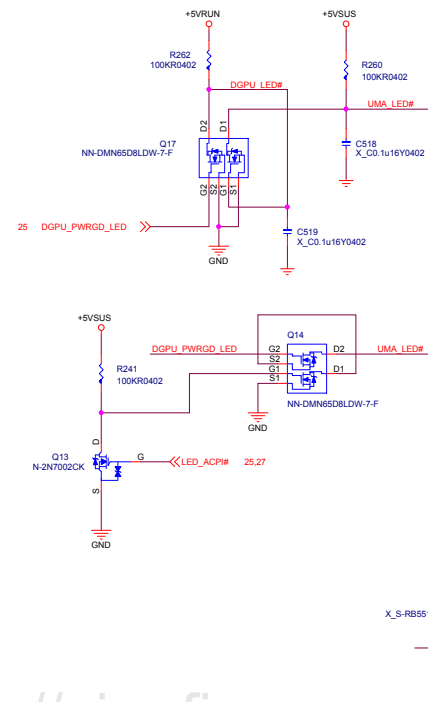 +5VRUN
+5VSUS
R262
100KR0402
R260
100KR0402
DGPU_LED#
UMA_LED#
D2
D1
Q17
NN-DMN65D8LDW-7-F
C518
X_C0.1u16Y0402
G2
S2
G1
S1
25 DGPU_PWRGD_LED
C519
X_C0.1u16Y0402
GND
+5VSUS
Q14
DGPU_PWRGD_LED
G2
S2
G1
S1
D2
D1
UMA_LED#
R241
100KR0402
NN-DMN65D8LDW-7-F
GND
D
Q13
N-2N7002CK
G
LED_ACPI# 25,27
S
GND
X_S-RB55